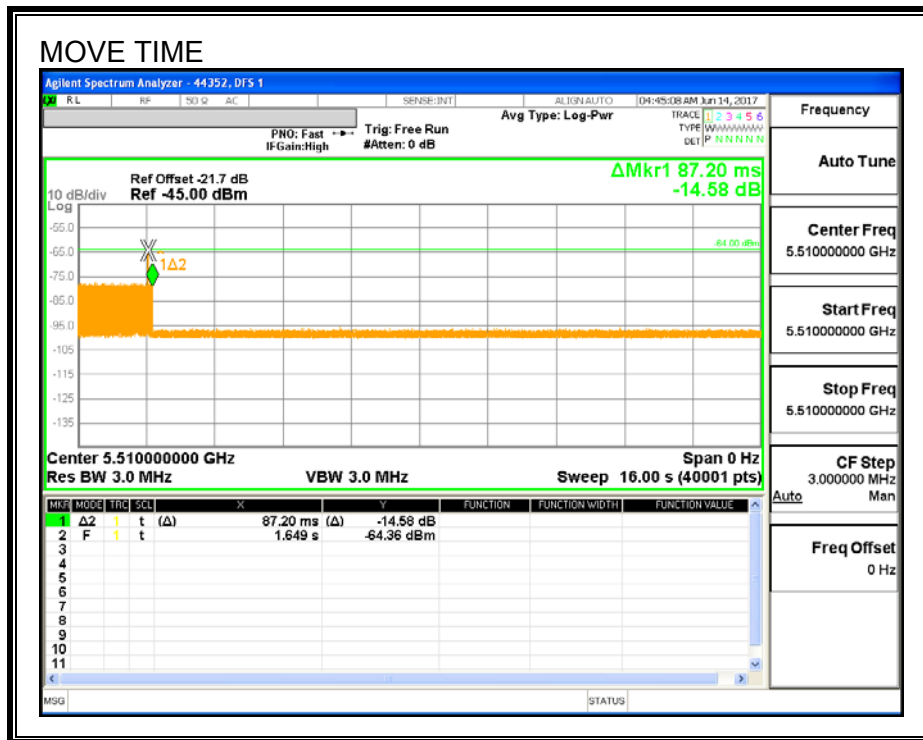 MOVE TIME
Agilent Spectrum Analyzer - 44352, DFS 1
LXI RL RF 50 Ω AC SENSE:INT ALIGN AUTO 04:45:08 AM Jun 14, 2017
Avg Type: Log-Pwr
TRACE 1 2 3 4 5 6
PNO: Fast Trig: Free Run
TYPE WWWWWW
IFGain:High #Atten: 0 dB
DET P N N N N N
Ref Offset -21.7 dB
10 dB/div Ref -45.00 dBm
Log
ΔMkr1 87.20 ms
-14.58 dB
-55.0
-65.0
-75.0
-85.0
-95.0
-105
-115
-125
-135
-64.00 dBm
1Δ2
Center 5.510000000 GHz Span 0 Hz
Res BW 3.0 MHz VBW 3.0 MHz Sweep 16.00 s (40001 pts)
MKR MODE TRC SCL X Y FUNCTION FUNCTION WIDTH FUNCTION VALUE
1 Δ2 1 t (Δ) 87.20 ms (Δ) -14.58 dB
2 F 1 t 1.649 s -64.36 dBm
3
4
5
6
7
8
9
10
11
MSG STATUS
Frequency
Auto Tune
Center Freq
5.510000000 GHz
Start Freq
5.510000000 GHz
Stop Freq
5.510000000 GHz
CF Step
3.000000 MHz
Auto Man
Freq Offset
0 Hz